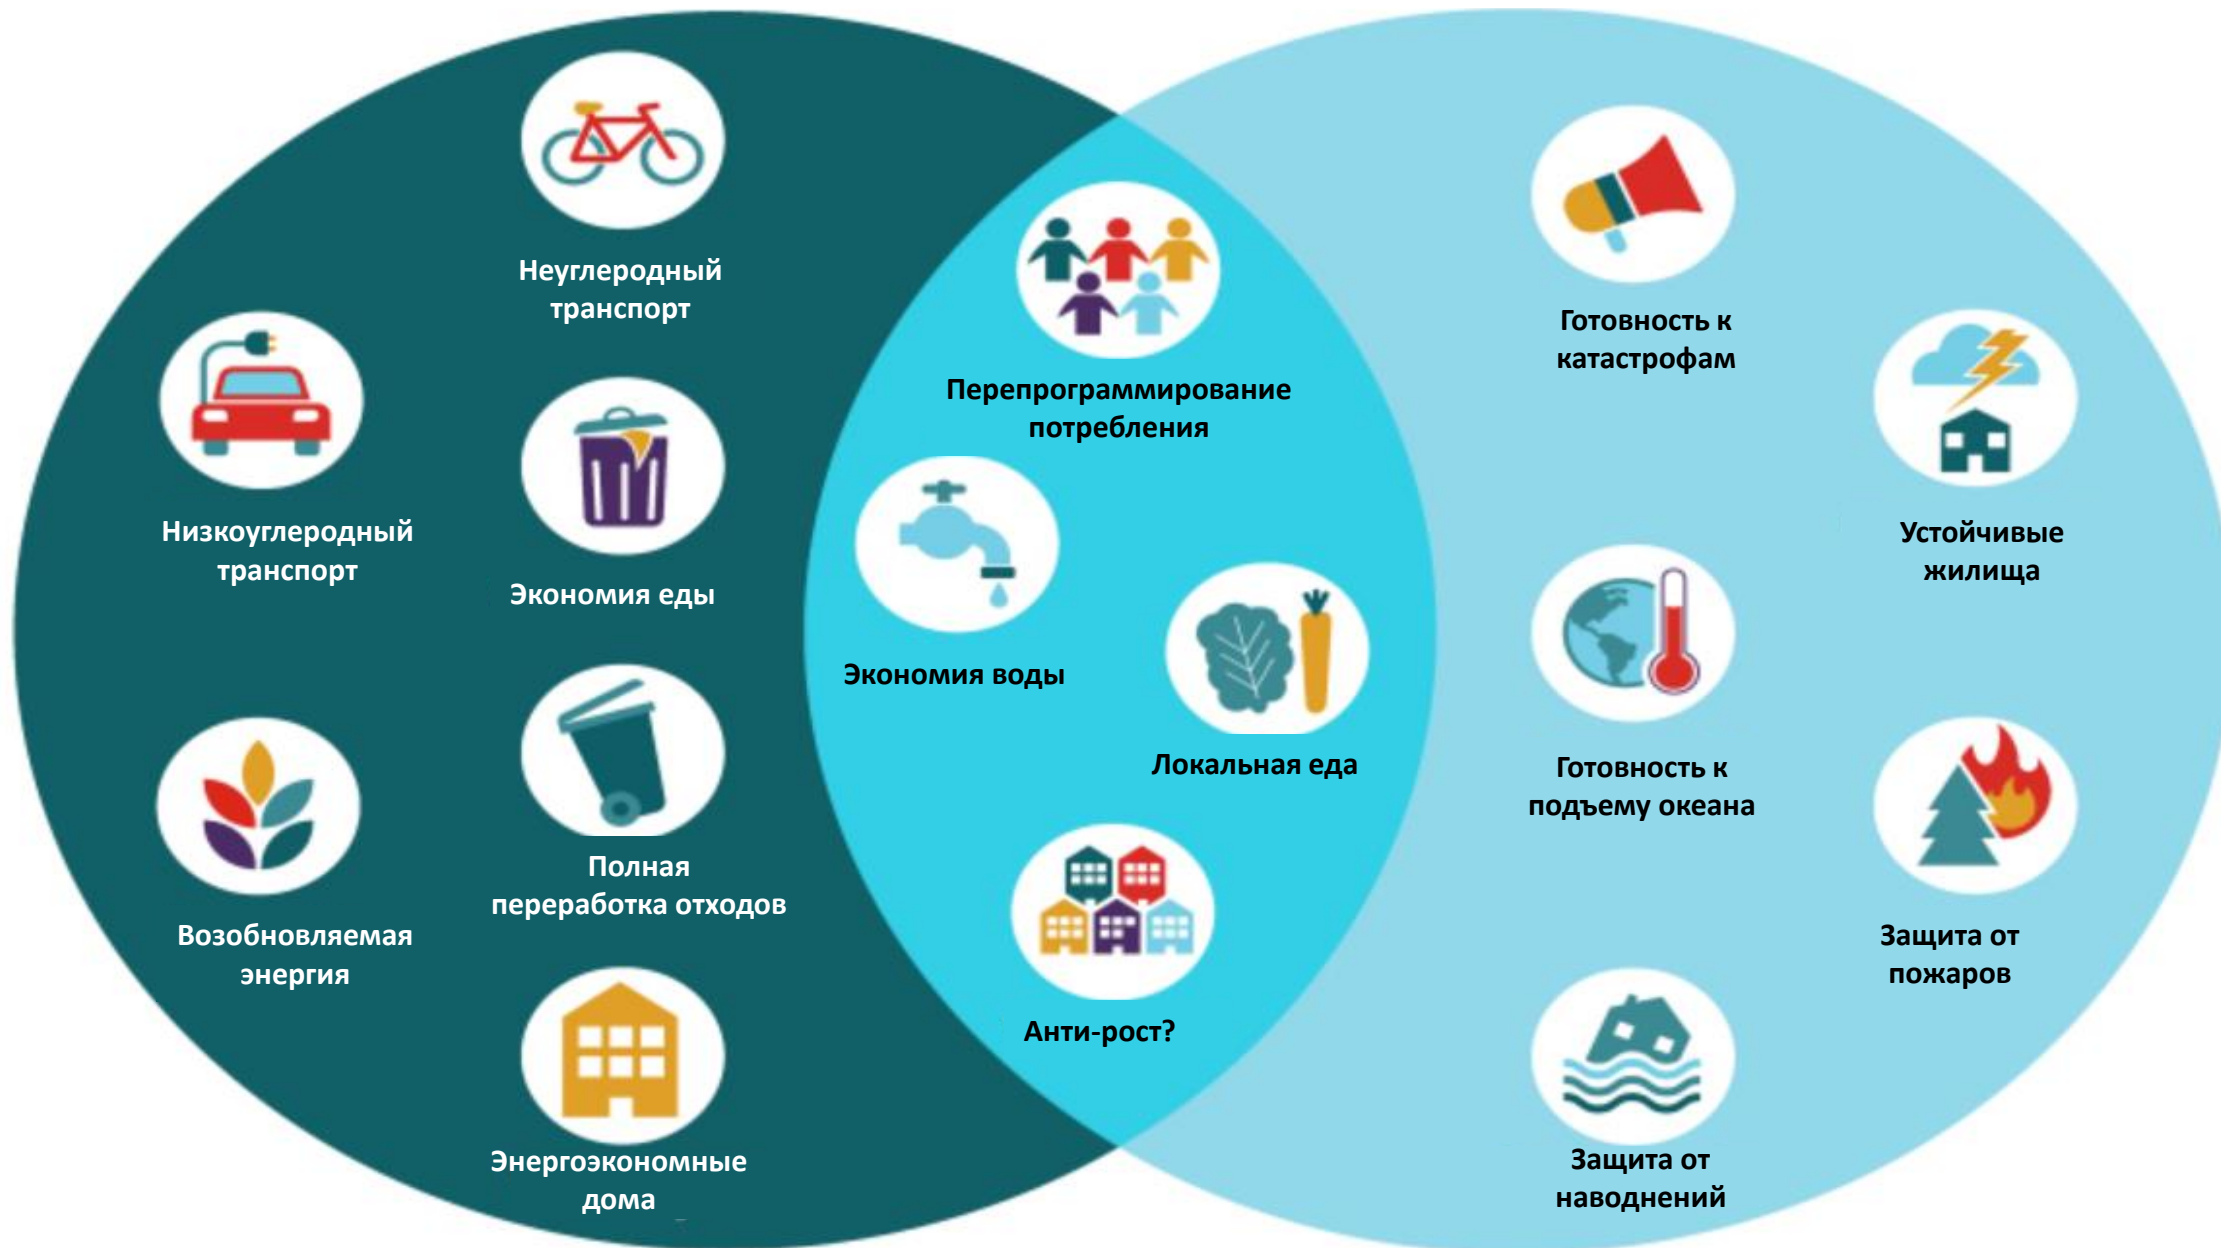 Неуглеродный
транспорт
Низкоуглеродный
транспорт
Экономия еды
Полная
переработка отходов
Возобновляемая
энергия
Энергоэкономные
дома
Перепрограммирование
потребления
Экономия воды
Локальная еда
Анти-рост?
Готовность к
катастрофам
Устойчивые
жилища
Готовность к
подъему океана
Защита от
пожаров
Защита от
наводнений